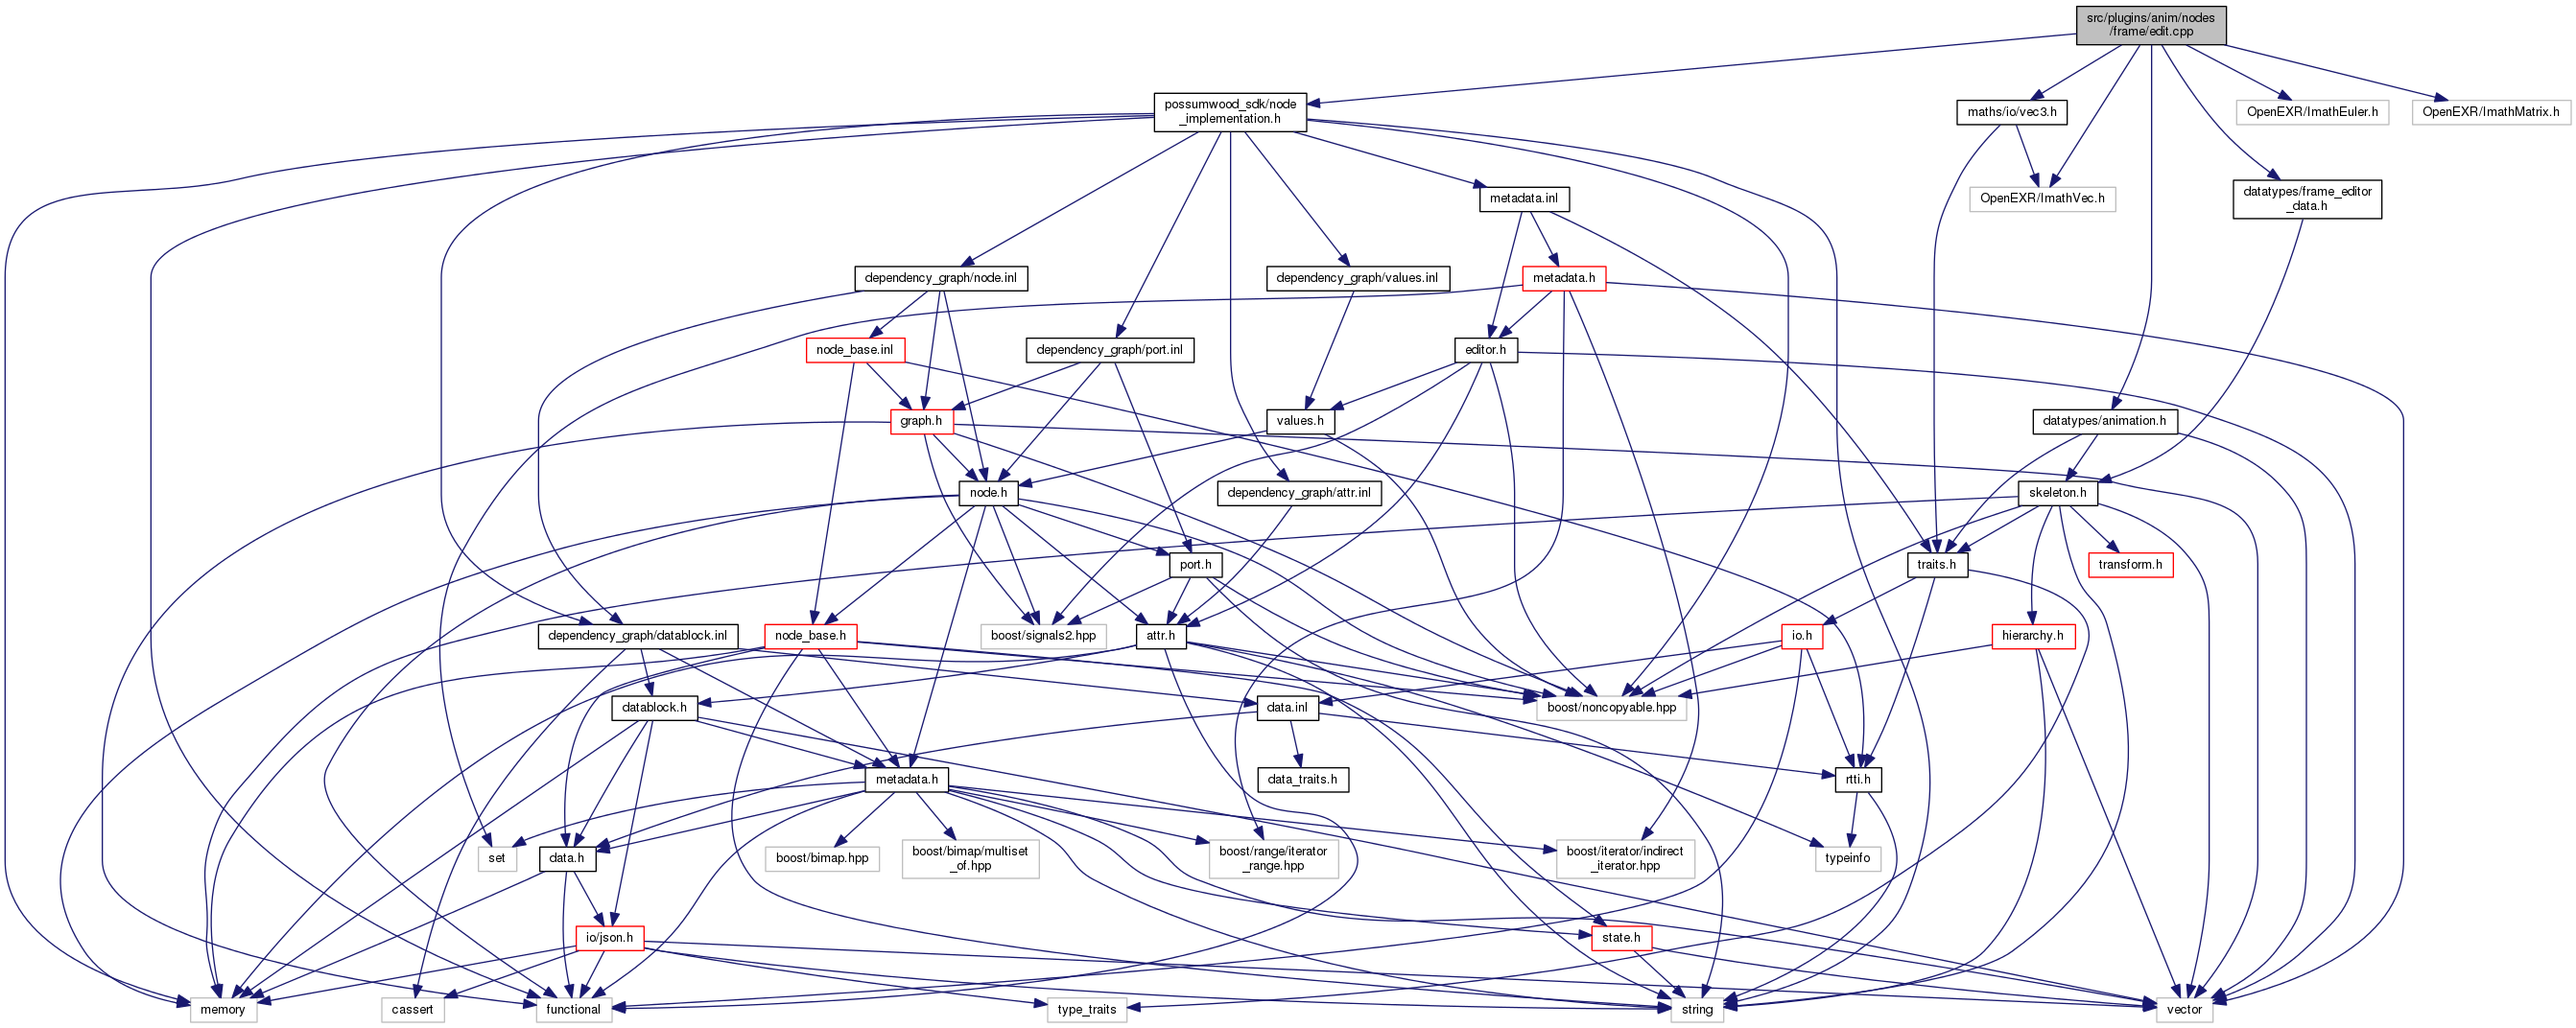 src/plugins/anim/nodes
/frame/edit.cpp
possumwood_sdk/node
_implementation.h
maths/io/vec3.h
OpenEXR/ImathEuler.h
OpenEXR/ImathMatrix.h
metadata.inl
OpenEXR/ImathVec.h
datatypes/frame_editor
_data.h
dependency_graph/node.inl
dependency_graph/values.inl
metadata.h
node_base.inl
dependency_graph/port.inl
editor.h
graph.h
values.h
datatypes/animation.h
node.h
dependency_graph/attr.inl
skeleton.h
port.h
traits.h
transform.h
dependency_graph/datablock.inl
node_base.h
boost/signals2.hpp
attr.h
io.h
hierarchy.h
datablock.h
data.inl
boost/noncopyable.hpp
metadata.h
data_traits.h
rtti.h
set
data.h
boost/bimap.hpp
boost/bimap/multiset
_of.hpp
boost/range/iterator
_range.hpp
boost/iterator/indirect
_iterator.hpp
typeinfo
io/json.h
state.h
memory
cassert
functional
type_traits
string
vector